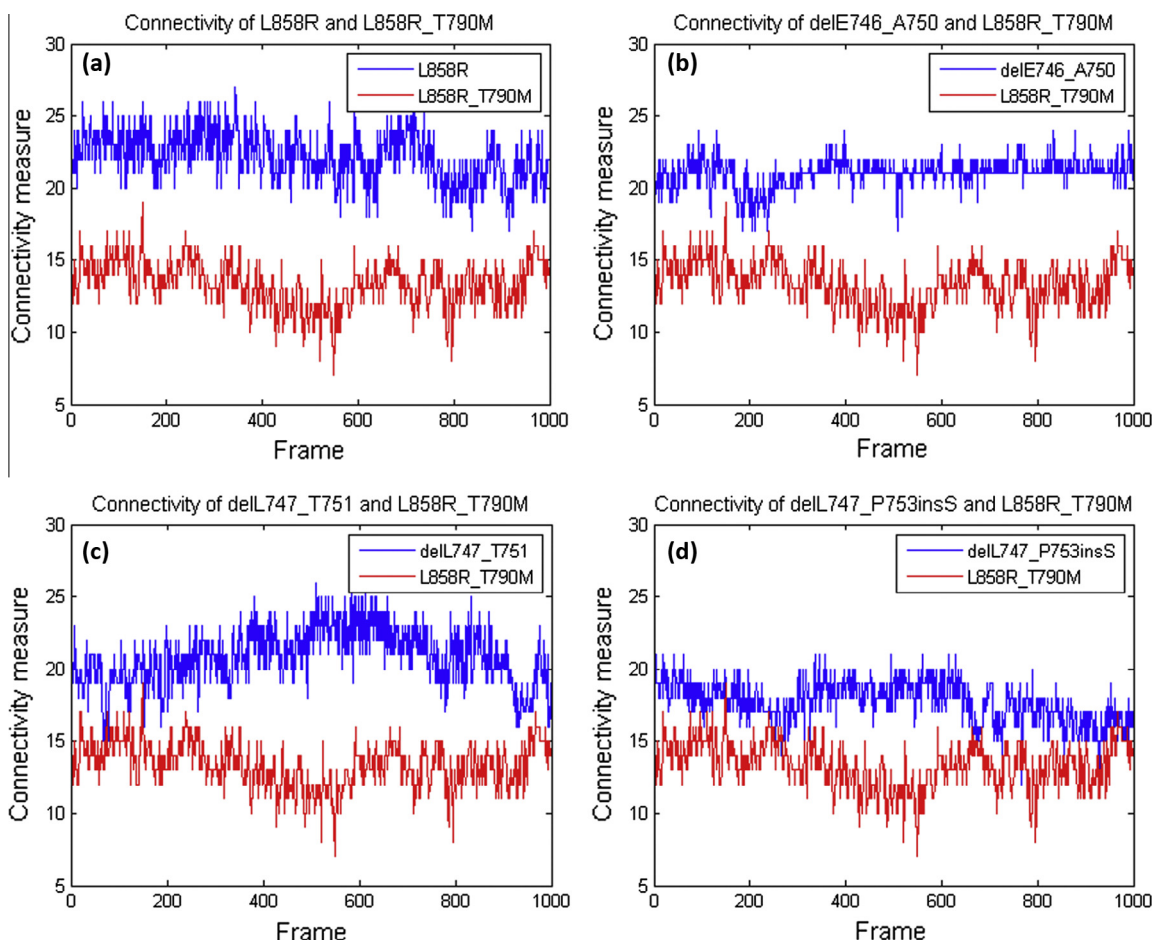 Connectivity of L858R and L858R_T790M
(a)
L858R
L858R_T790M
Connectivity measure
30
25
20
15
10
5
0 200 400 600 800 1000
Frame
Connectivity of delE746_A750 and L858R_T790M
(b)
delE746_A750
L858R_T790M
Connectivity measure
30
25
20
15
10
5
0 200 400 600 800 1000
Frame
Connectivity of delL747_T751 and L858R_T790M
(c)
delL747_T751
L858R_T790M
Connectivity measure
30
25
20
15
10
5
0 200 400 600 800 1000
Frame
Connectivity of delL747_P753insS and L858R_T790M
(d)
delL747_P753insS
L858R_T790M
Connectivity measure
30
25
20
15
10
5
0 200 400 600 800 1000
Frame